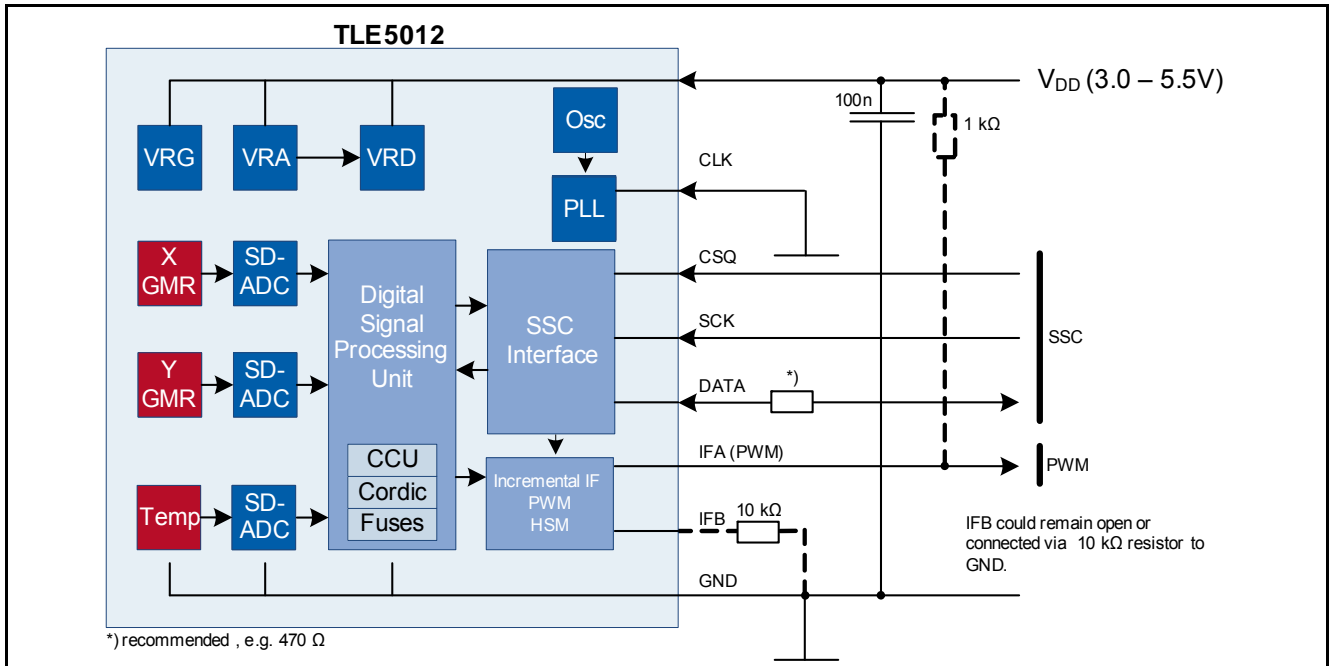 TLE5012
VDD (3.0 – 5.5V)
100n
1 kΩ
Osc
VRG
VRA
VRD
CLK
PLL
X
GMR
SD-
ADC
CSQ
Digital
Signal
Processing
Unit
SSC
Interface
SCK
SSC
Y
GMR
SD-
ADC
DATA
*)
CCU
Cordic
Fuses
IFA (PWM)
PWM
Incremental IF
PWM
HSM
Temp
SD-
ADC
IFB
10 kΩ
IFB could remain open or
connected via 10 kΩ resistor to
GND.
GND
*) recommended , e.g. 470 Ω